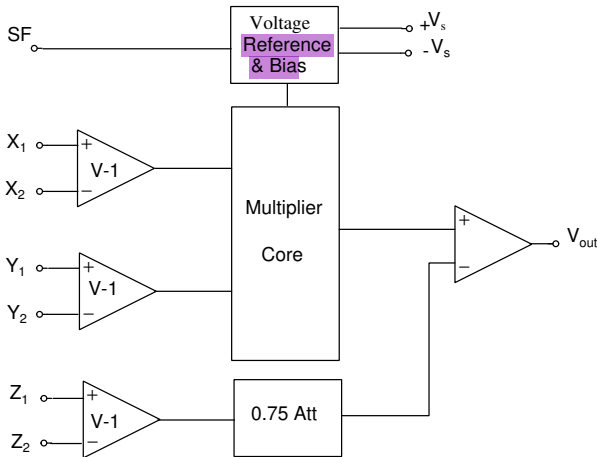 SF
Voltage
Reference
& Bias
+Vs
-Vs
X1
X2
+
V-1
−
Multiplier
Core
Y1
Y2
+
V-1
−
+
−
Vout
Z1
Z2
+
V-1
−
0.75 Att